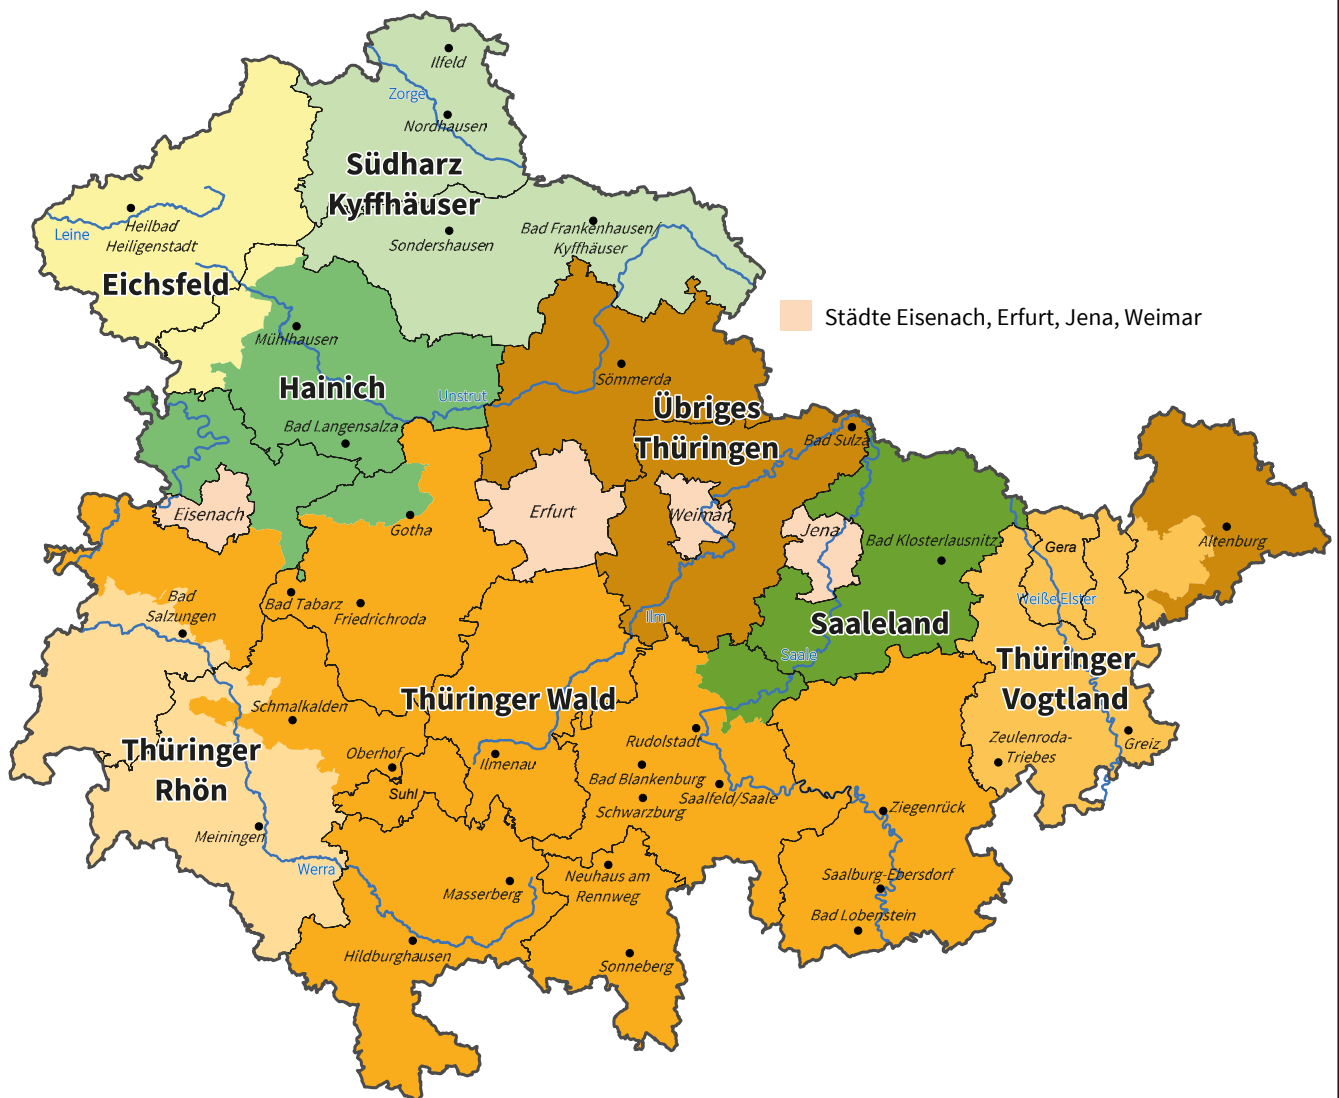 Ilfeld
Zorge
Nordhausen
Südharz
Kyffhäuser
Sondershausen
Bad Frankenhausen/
Kyffhäuser
Heilbad
Heiligenstadt
Leine
Eichsfeld
Städte Eisenach, Erfurt, Jena, Weimar
Mühlhausen
Hainich
Unstrut
Bad Langensalza
Sömmerda
Übriges
Thüringen
Bad Sulza
Eisenach
Gotha
Erfurt
Weimar
Jena
Bad Klosterlausnitz
Gera
Altenburg
Bad
Salzungen
Bad Tabarz
Friedrichroda
Ilm
Saaleland
Weiße Elster
Saale
Thüringer
Vogtland
Thüringer Wald
Schmalkalden
Thüringer
Rhön
Oberhof
Suhl
Ilmenau
Rudolstadt
Bad Blankenburg
Saalfeld/Saale
Schwarzburg
Zeulenroda-
Triebes
Greiz
Ziegenrück
Meiningen
Werra
Masserberg
Neuhaus am
Rennweg
Saalburg-Ebersdorf
Bad Lobenstein
Hildburghausen
Sonneberg